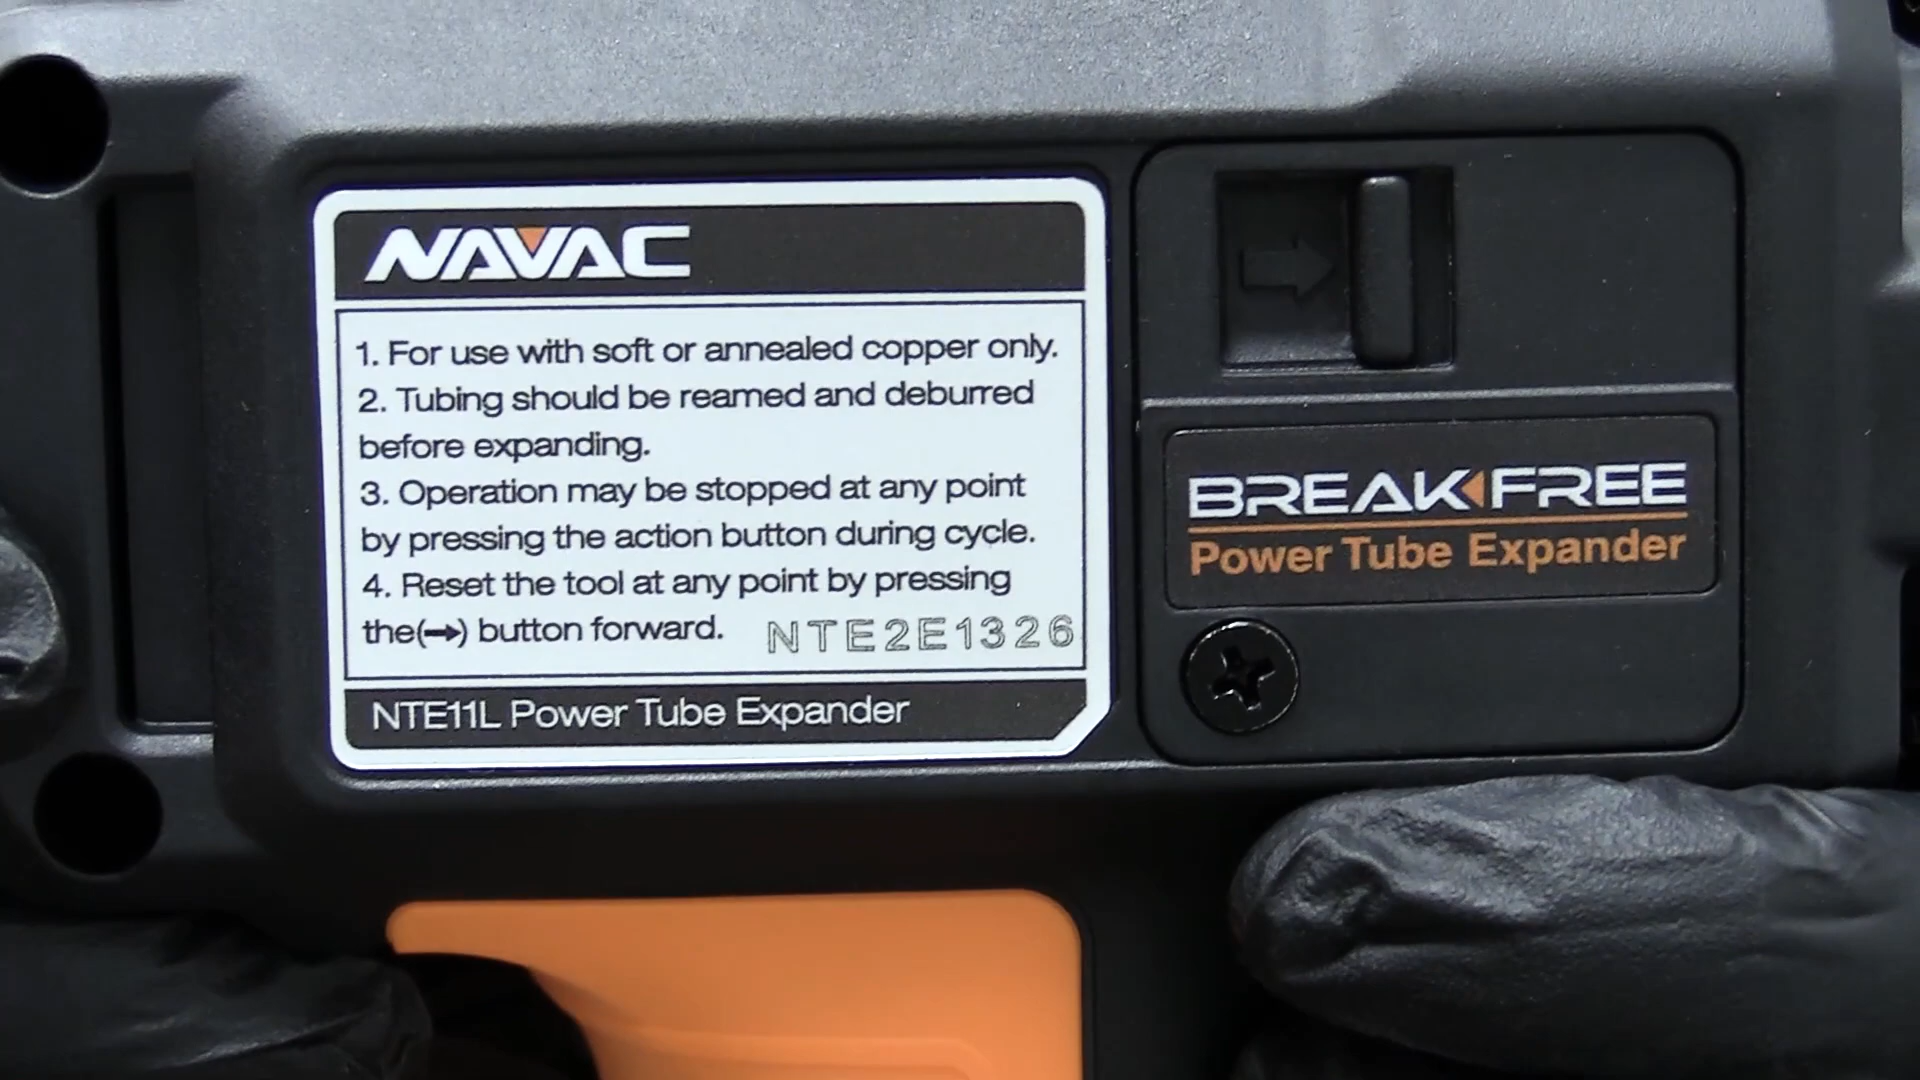 NAVAC
1. For use with soft or annealed copper only.
2. Tubing should be reamed and deburred
before expanding.
3. Operation may be stopped at any point
by pressing the action button during cycle.
4. Reset the tool at any point by pressing
the(➞) button forward.
NTE2E1326
NTE11L Power Tube Expander
BREAK FREE
Power Tube Expander